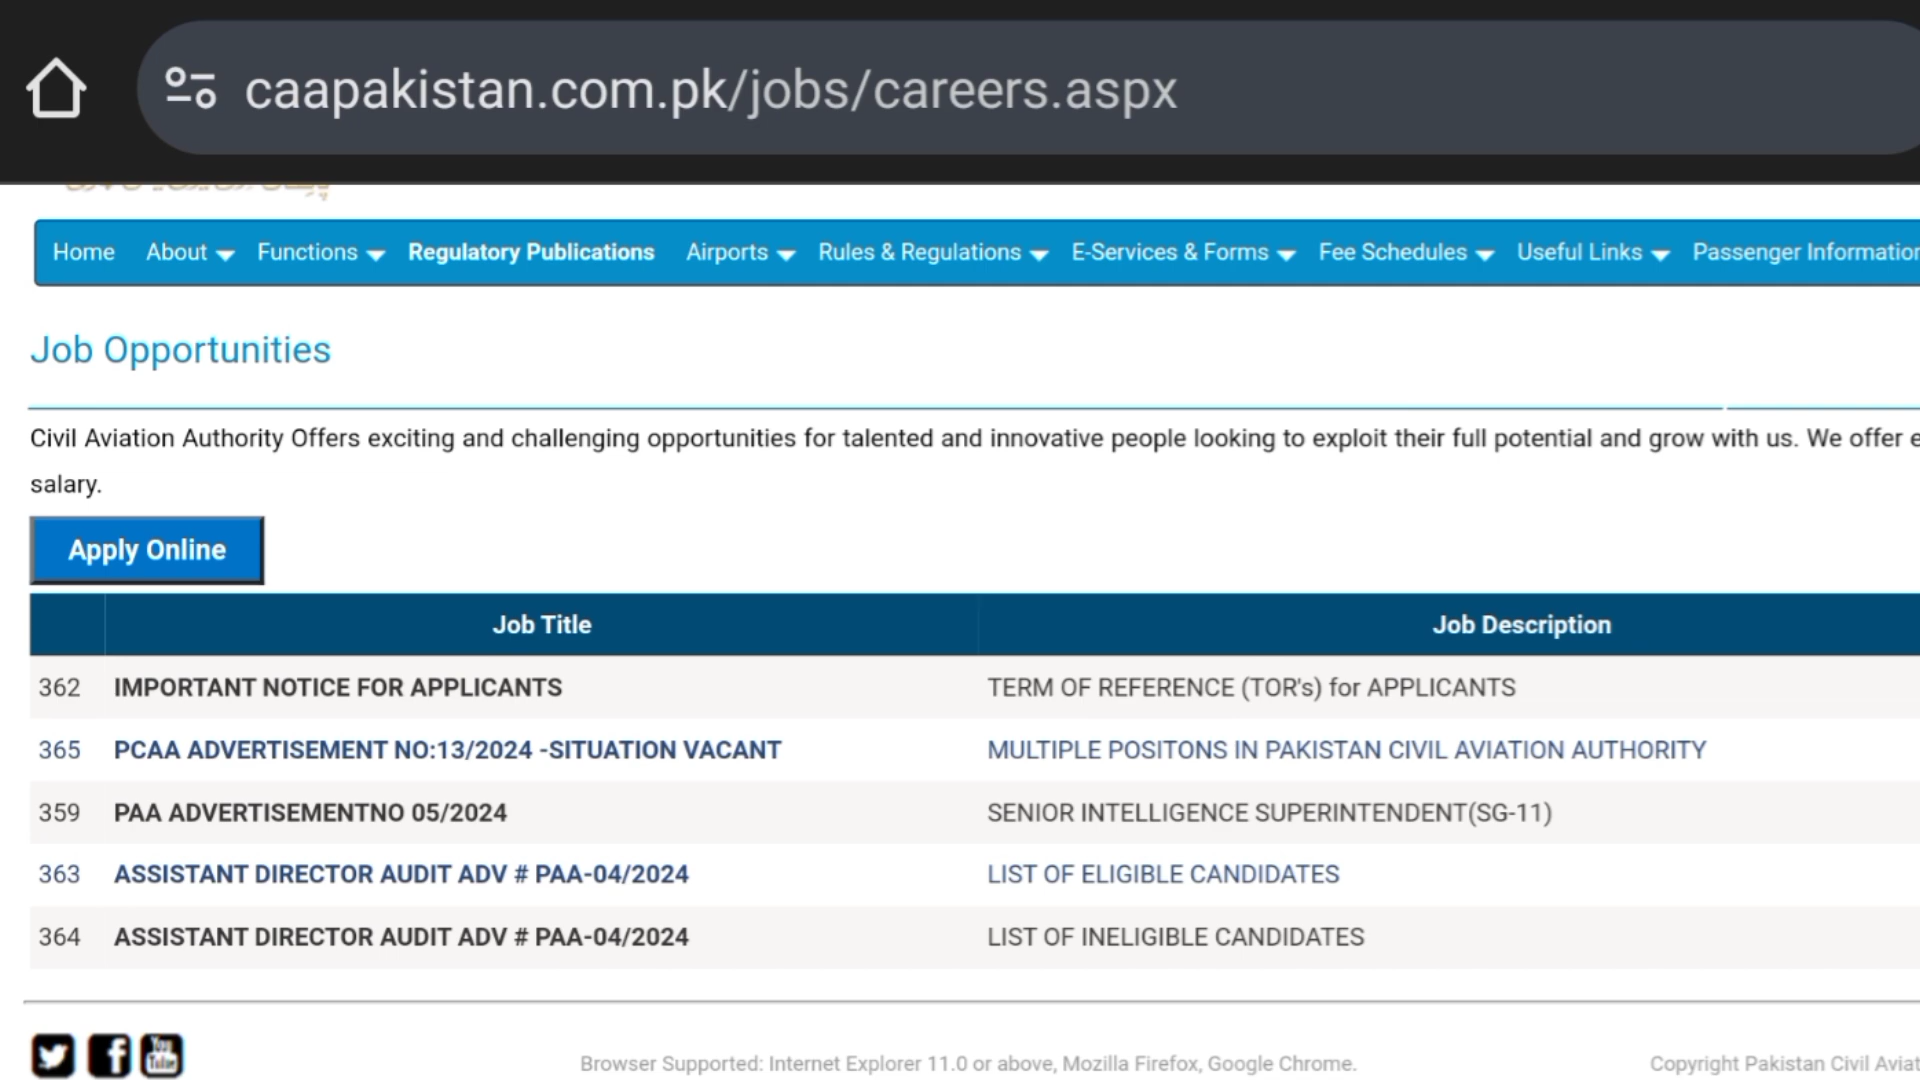 caapakistan.com.pk/jobs/careers.aspx
Home About Functions Regulatory Publications Airports Rules & Regulations E-Services & Forms Fee Schedules Useful Links Passenger Information
Job Opportunities
Civil Aviation Authority Offers exciting and challenging opportunities for talented and innovative people looking to exploit their full potential and grow with us. We offer
salary.
Apply Online
Job Title Job Description
362 IMPORTANT NOTICE FOR APPLICANTS TERM OF REFERENCE (TOR's) for APPLICANTS
365 PCAA ADVERTISEMENT NO:13/2024 -SITUATION VACANT MULTIPLE POSITONS IN PAKISTAN CIVIL AVIATION AUTHORITY
359 PAA ADVERTISEMENTNO 05/2024 SENIOR INTELLIGENCE SUPERINTENDENT(SG-11)
363 ASSISTANT DIRECTOR AUDIT ADV # PAA-04/2024 LIST OF ELIGIBLE CANDIDATES
364 ASSISTANT DIRECTOR AUDIT ADV # PAA-04/2024 LIST OF INELIGIBLE CANDIDATES
You Tube
Browser Supported: Internet Explorer 11.0 or above, Mozilla Firefox, Google Chrome. Copyright Pakistan Civil Aviat